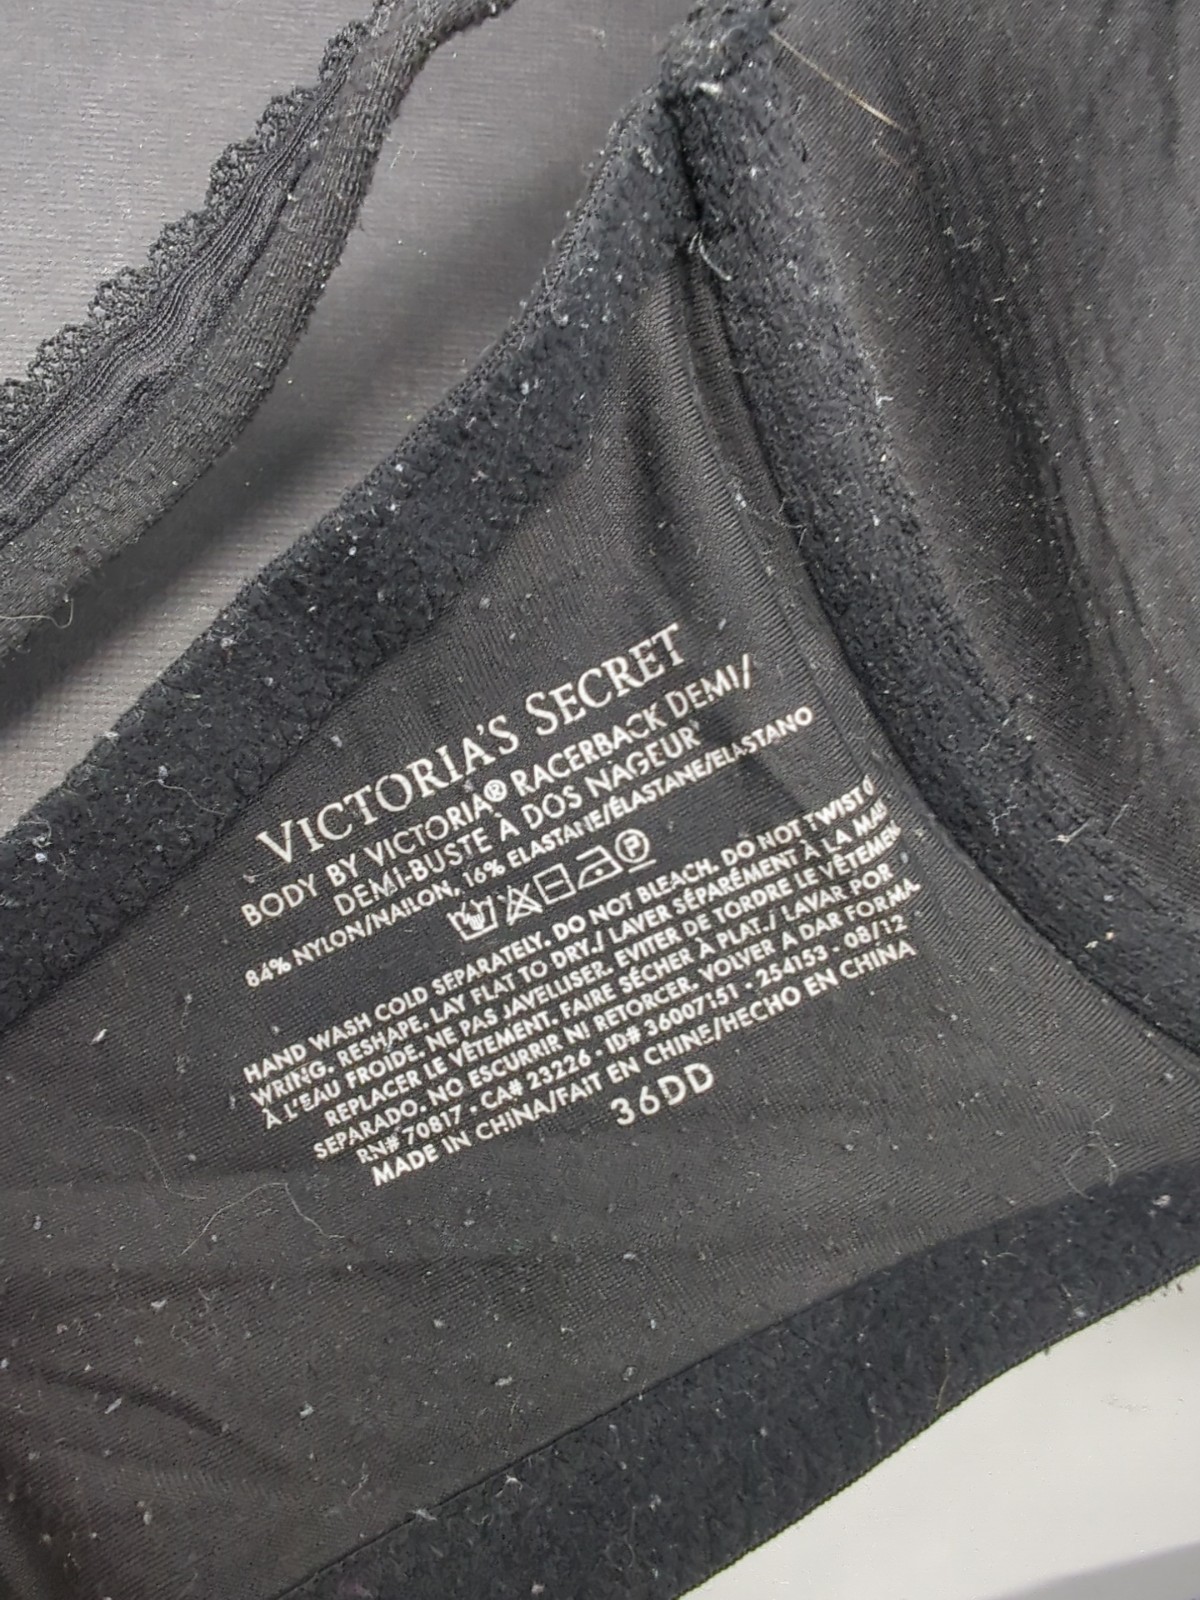 VICTORIA'S SECRET
BODY BY VICTORIA® RACERBACK DEMI/
DEMI-BUSTE À DOS NAGEUR
84% NYLON/NAILON, 16% ELASTANE/ÉLASTANE/ELASTANO
HAND WASH COLD SEPARATELY. DO NOT BLEACH. DO NOT TWIST O
WRING. RESHAPE. LAY FLAT TO DRY./ LAVER SÉPARÉMENT À LA MAI
À L'EAU FROIDE. NE PAS JAVELLISER. EVITER DE TORDRE LE VÊTEMEN
REPLACER LE VÊTEMENT. FAIRE SÉCHER À PLAT./ LAVAR POR
SEPARADO. NO ESCURRIR NI RETORCER. VOLVER A DAR FORMA.
RN# 70817 · CA# 23226 · ID# 36007151 - 254153 - 08/12
MADE IN CHINA/FAIT EN CHINE/HECHO EN CHINA
36DD